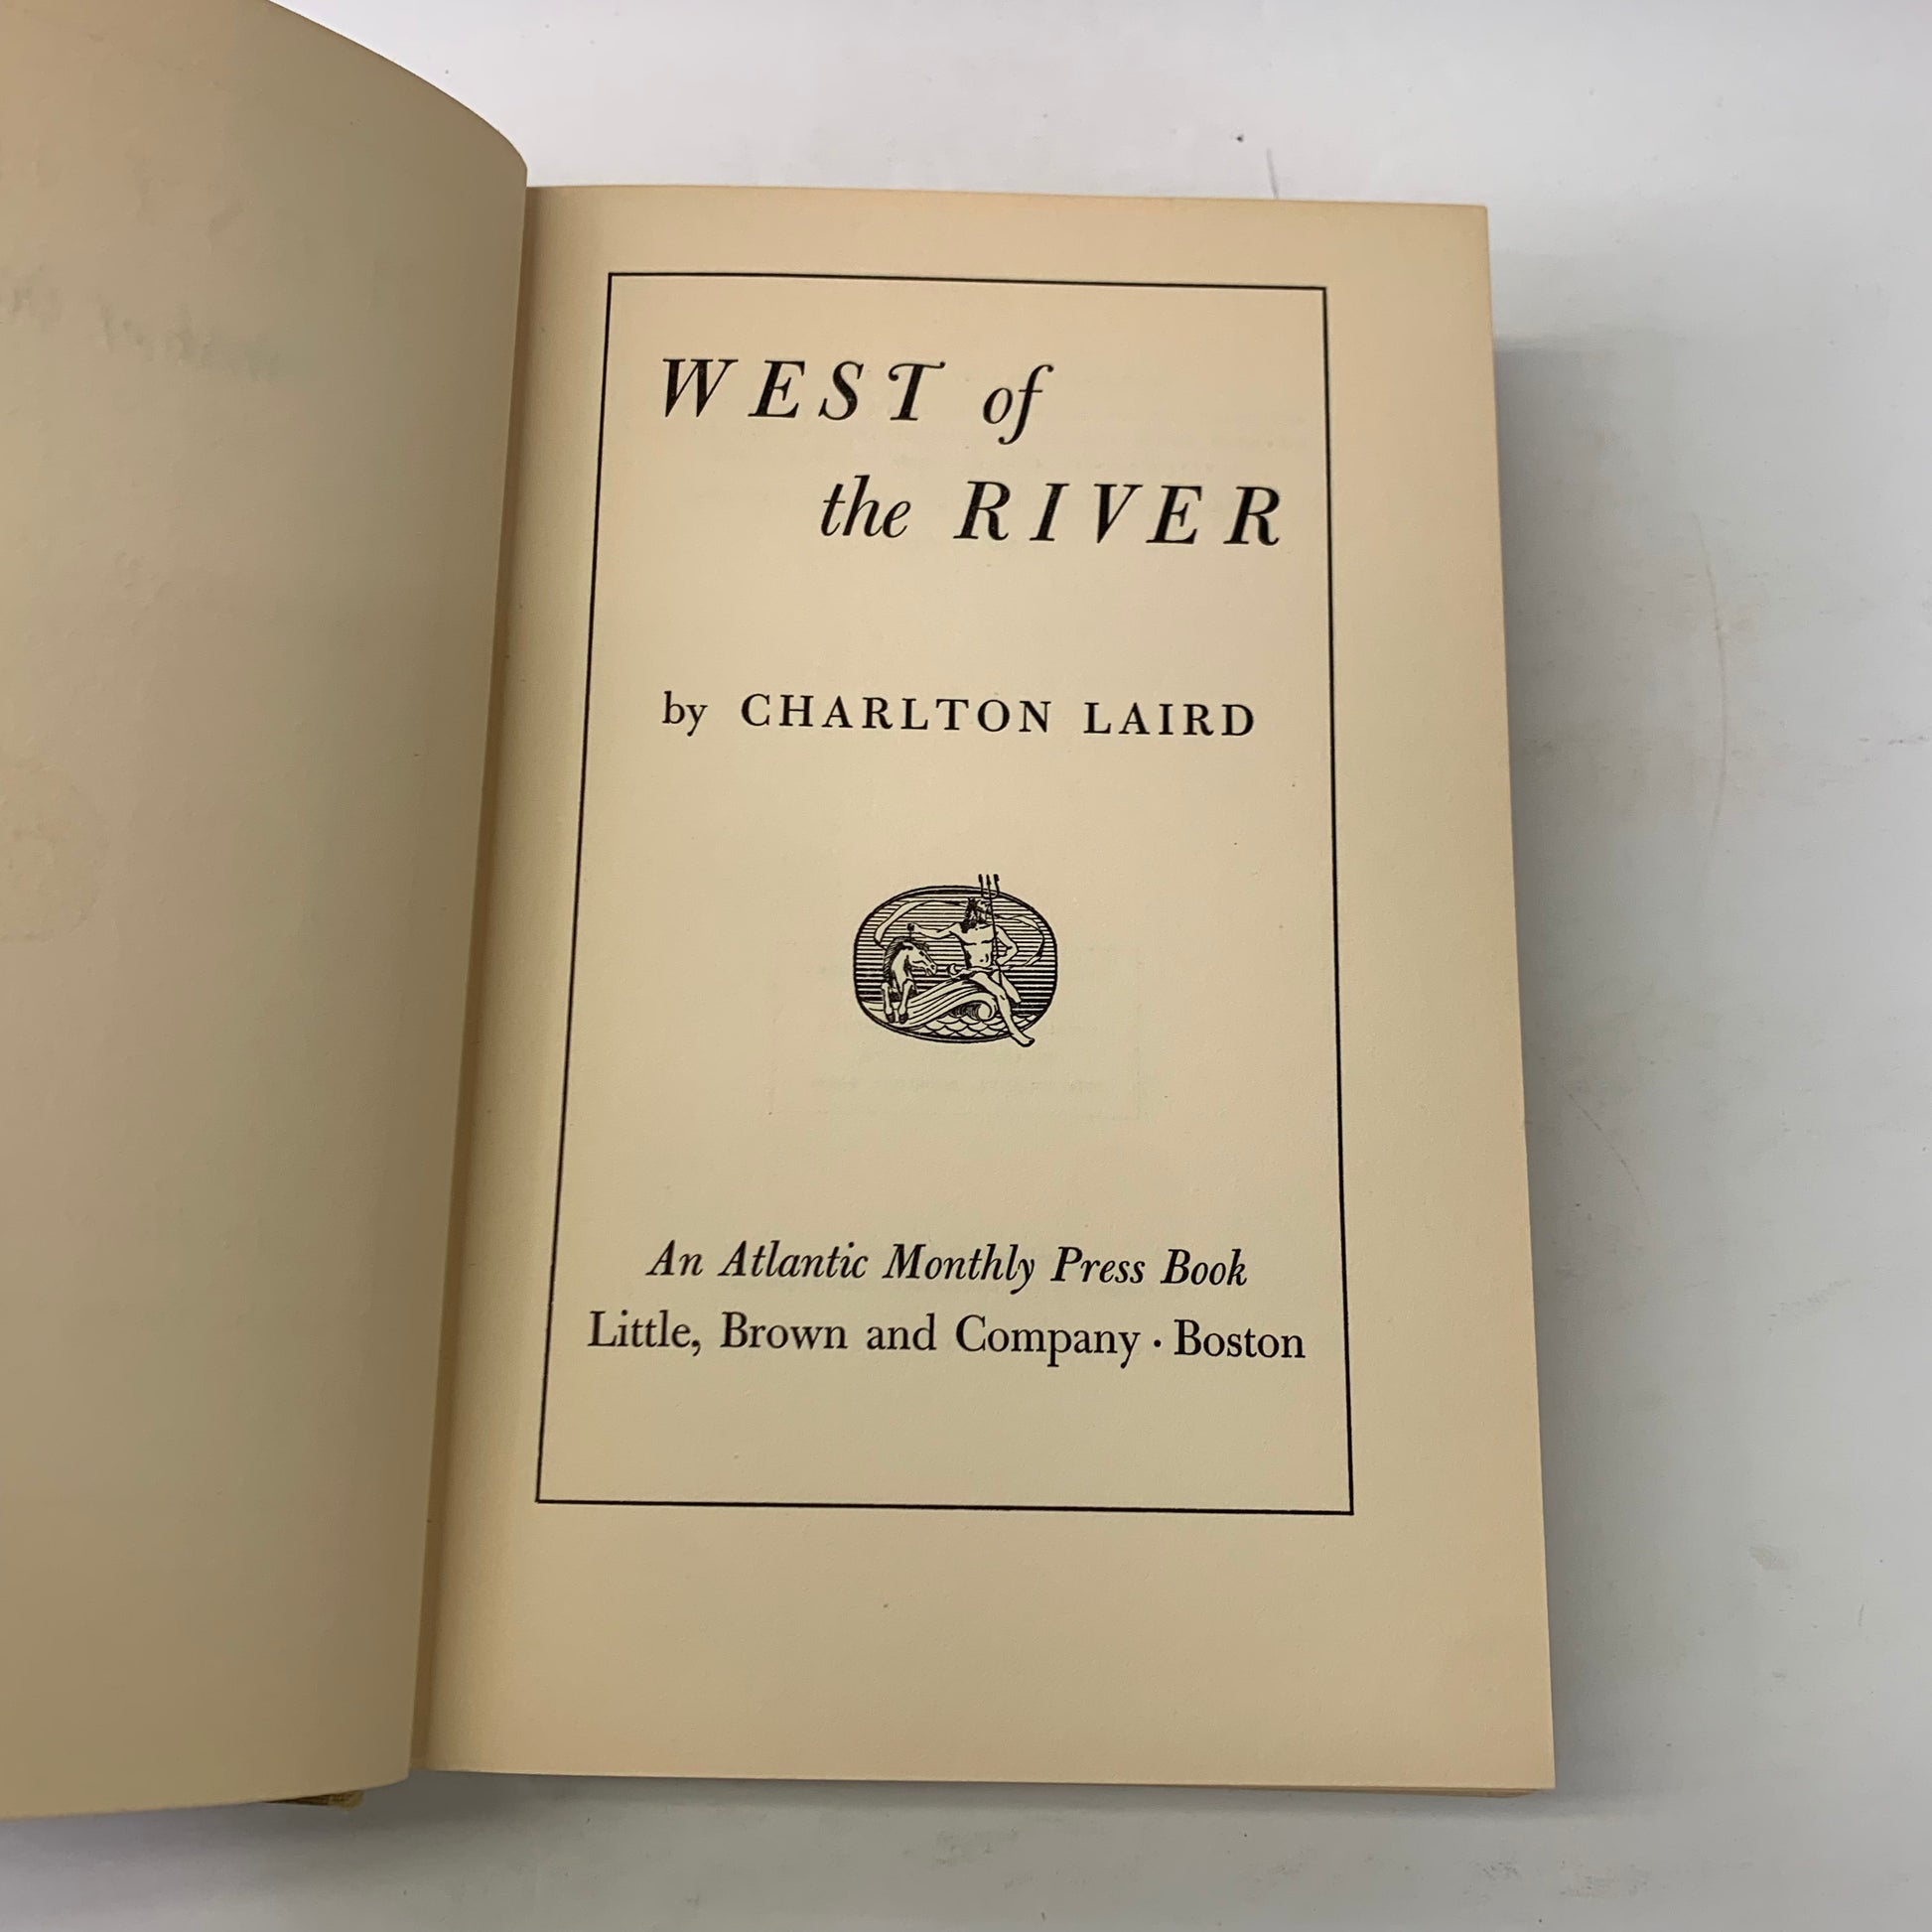 WEST of
the RIVER
by CHARLTON LAIRD
An Atlantic Monthly Press Book
Little, Brown and Company · Boston